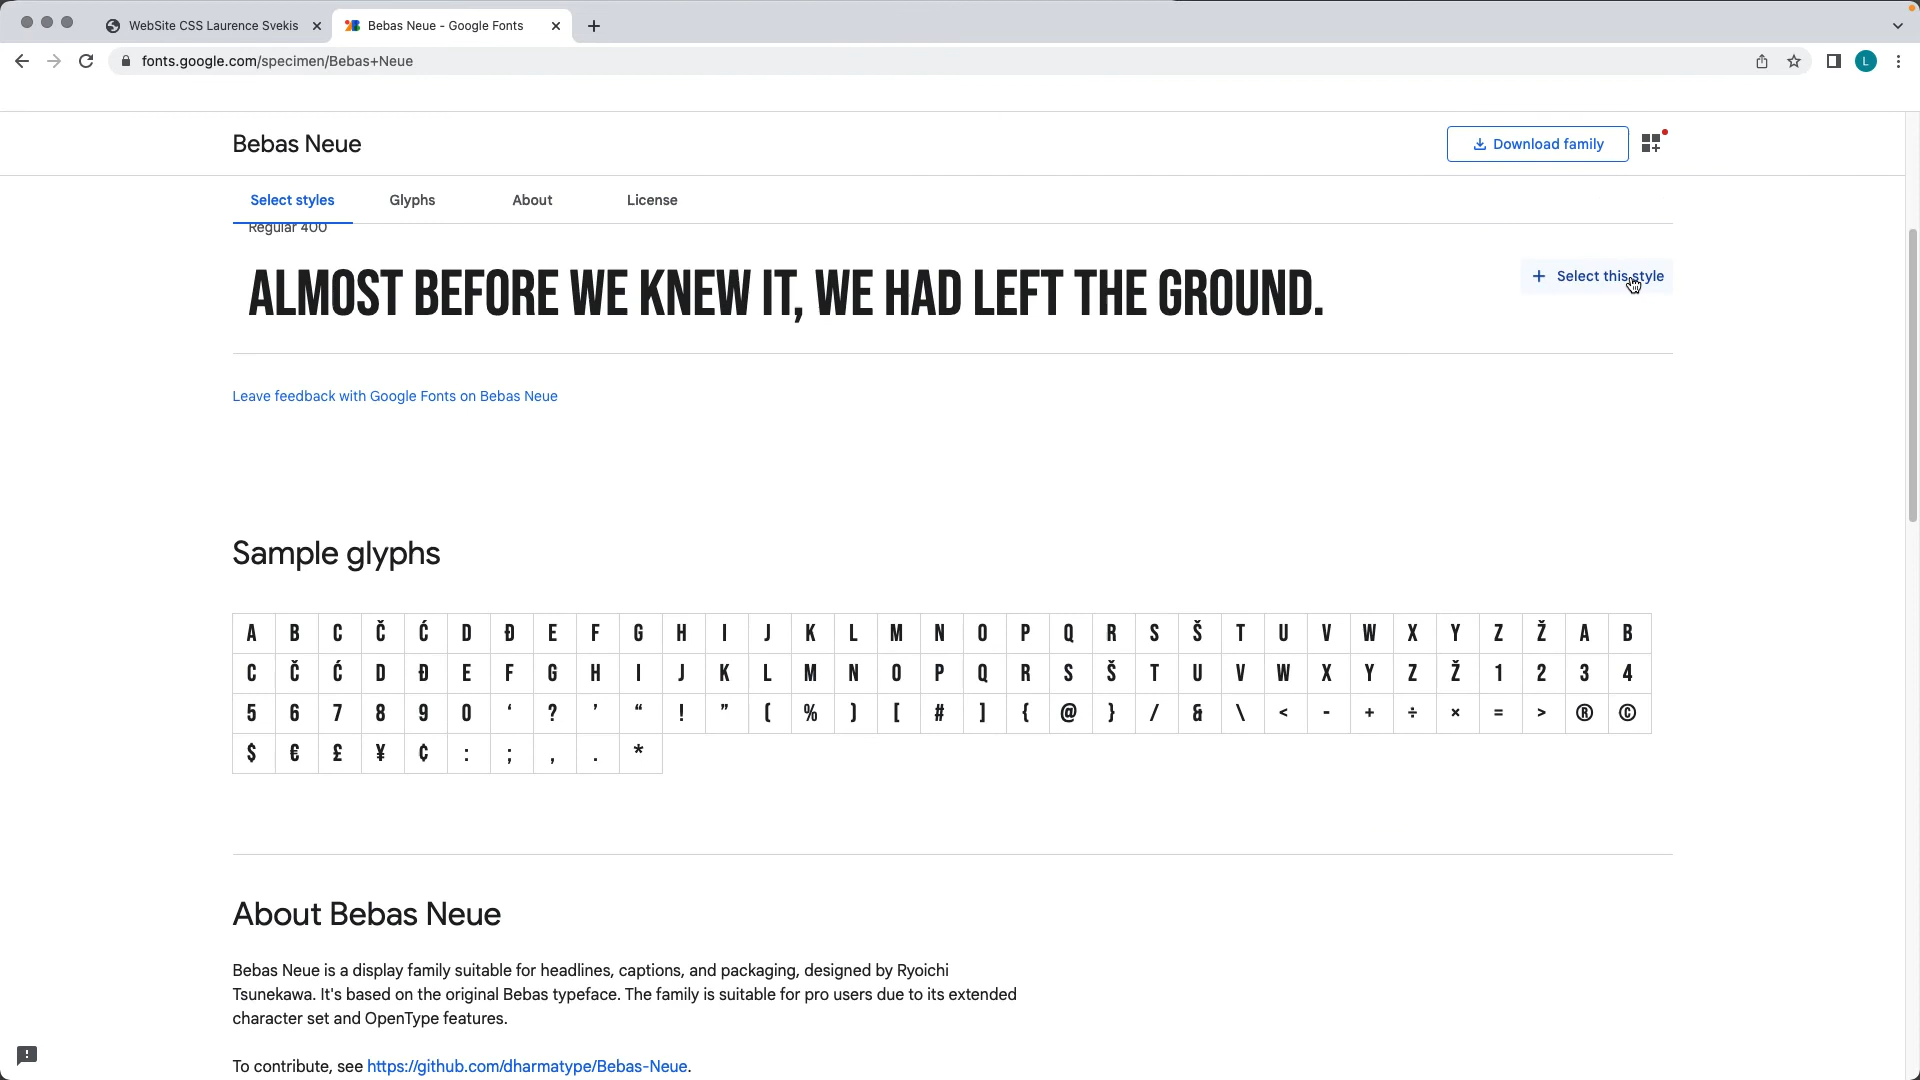 WebSite CSS Laurence Svekis
Bebas Neue - Google Fonts
fonts.google.com/specimen/Bebas+Neue
L
Bebas Neue
Download family
Select styles
Glyphs
About
License
Regular 400
ALMOST BEFORE WE KNEW IT, WE HAD LEFT THE GROUND.
+ Select this style
Leave feedback with Google Fonts on Bebas Neue
Sample glyphs
A B C Č Ć D Đ E F G H I J K L M N O P Q R S Š T U V W X Y Z Ž A B
C Č Ć D Đ E F G H I J K L M N O P Q R S Š T U V W X Y Z Ž 1 2 3 4
5 6 7 8 9 0 ‘ ? ’ “ ! ” ( % ) [ # ] { @ } / & \ < - + ÷ × = > ® ©
$ € £ ¥ ¢ : ; , . *
About Bebas Neue
Bebas Neue is a display family suitable for headlines, captions, and packaging, designed by Ryoichi
Tsunekawa. It's based on the original Bebas typeface. The family is suitable for pro users due to its extended
character set and OpenType features.
To contribute, see https://github.com/dharmatype/Bebas-Neue.